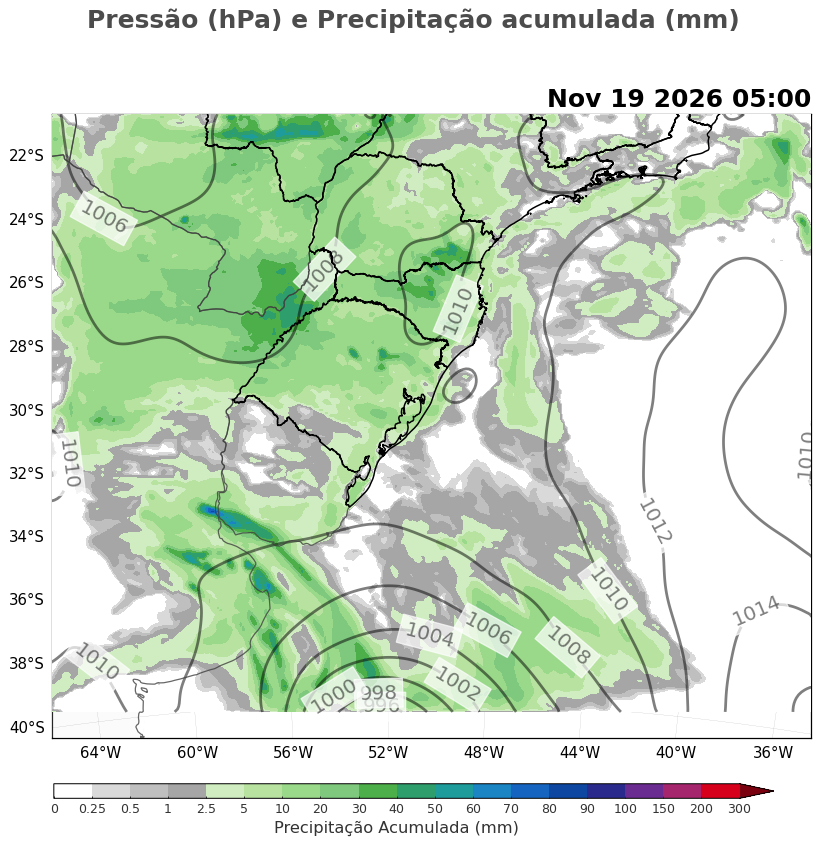 Pressão (hPa) e Precipitação acumulada (mm)
Nov 19 2026 05:00
22°S
24°S
26°S
28°S
30°S
32°S
34°S
36°S
38°S
40°S
1006
1008
1010
1010
1010
1012
1010
1014
1010
1004
1006
1008
1002
1000
998
996
64°W 60°W 56°W 52°W 48°W 44°W 40°W 36°W
0 0.25 0.5 1 2.5 5 10 20 30 40 50 60 70 80 90 100 150 200 300
Precipitação Acumulada (mm)